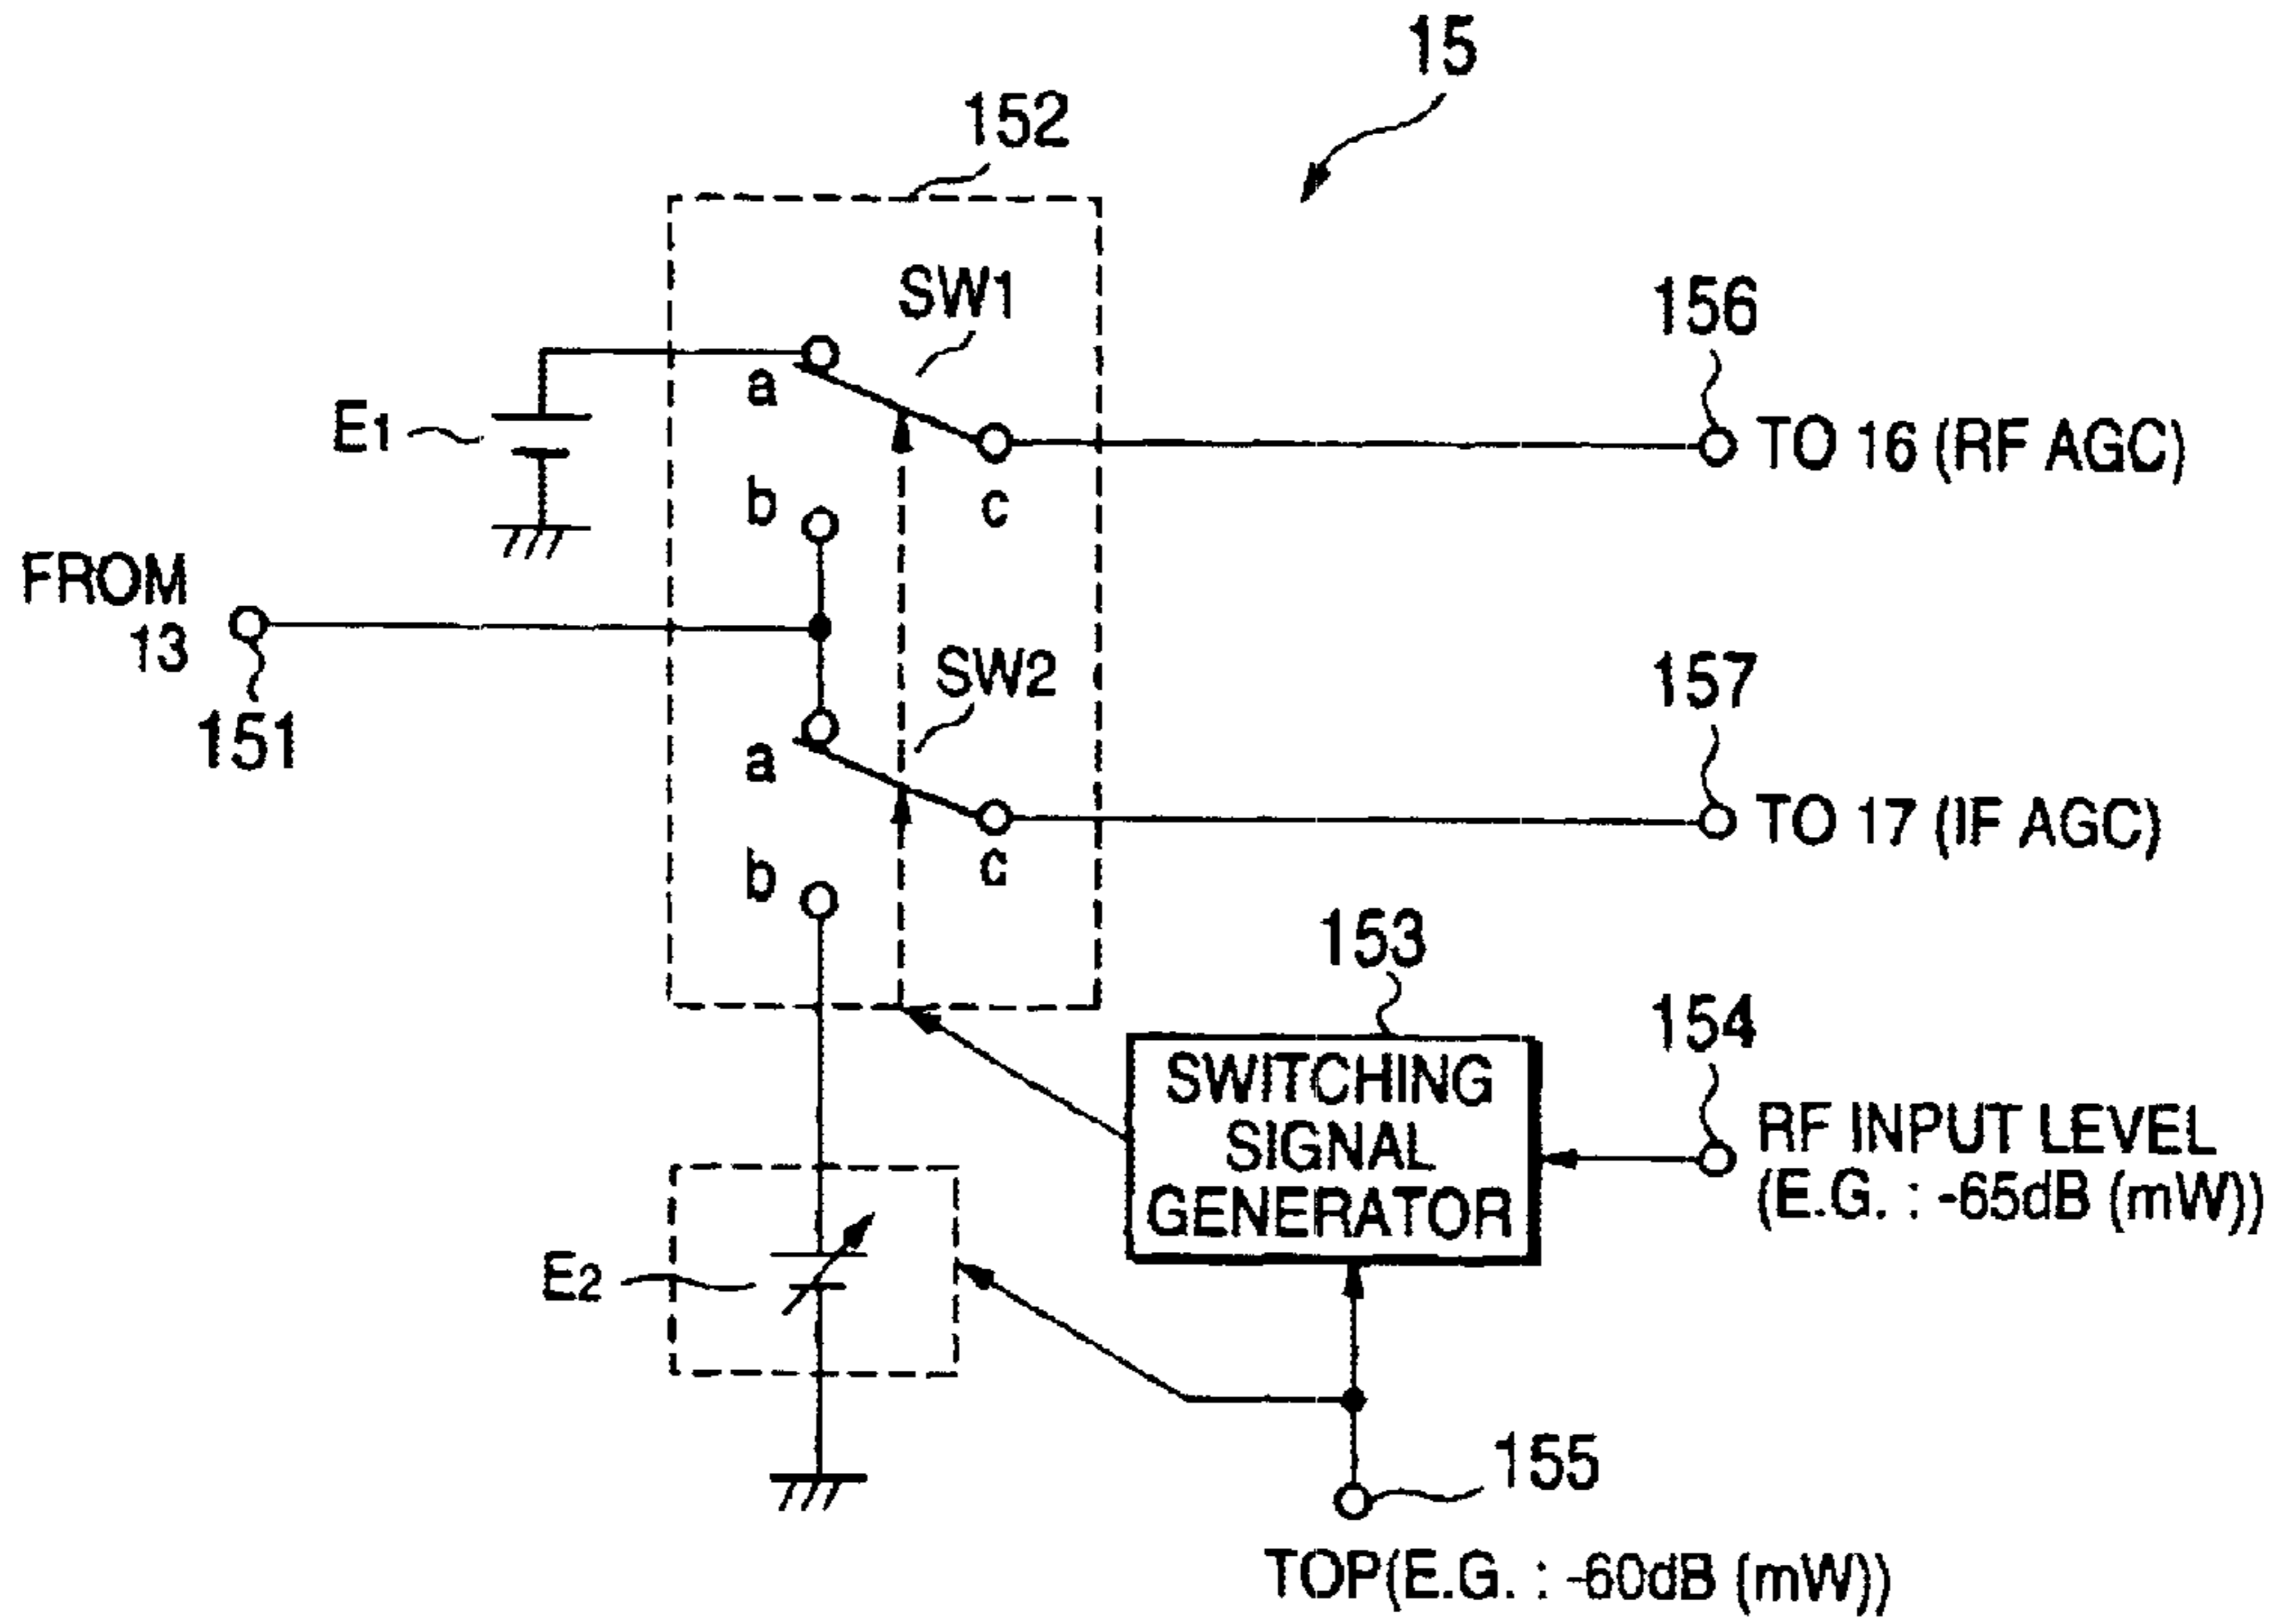 15
152
SW1
156
a
E1
TO 16 (RF AGC)
b
c
FROM
13
151
SW2
157
a
TO 17 (IF AGC)
b
c
153
154
SWITCHING
SIGNAL
GENERATOR
RF INPUT LEVEL
(E.G. : -65dB (mW))
E2
155
TOP(E.G. : -60dB (mW))